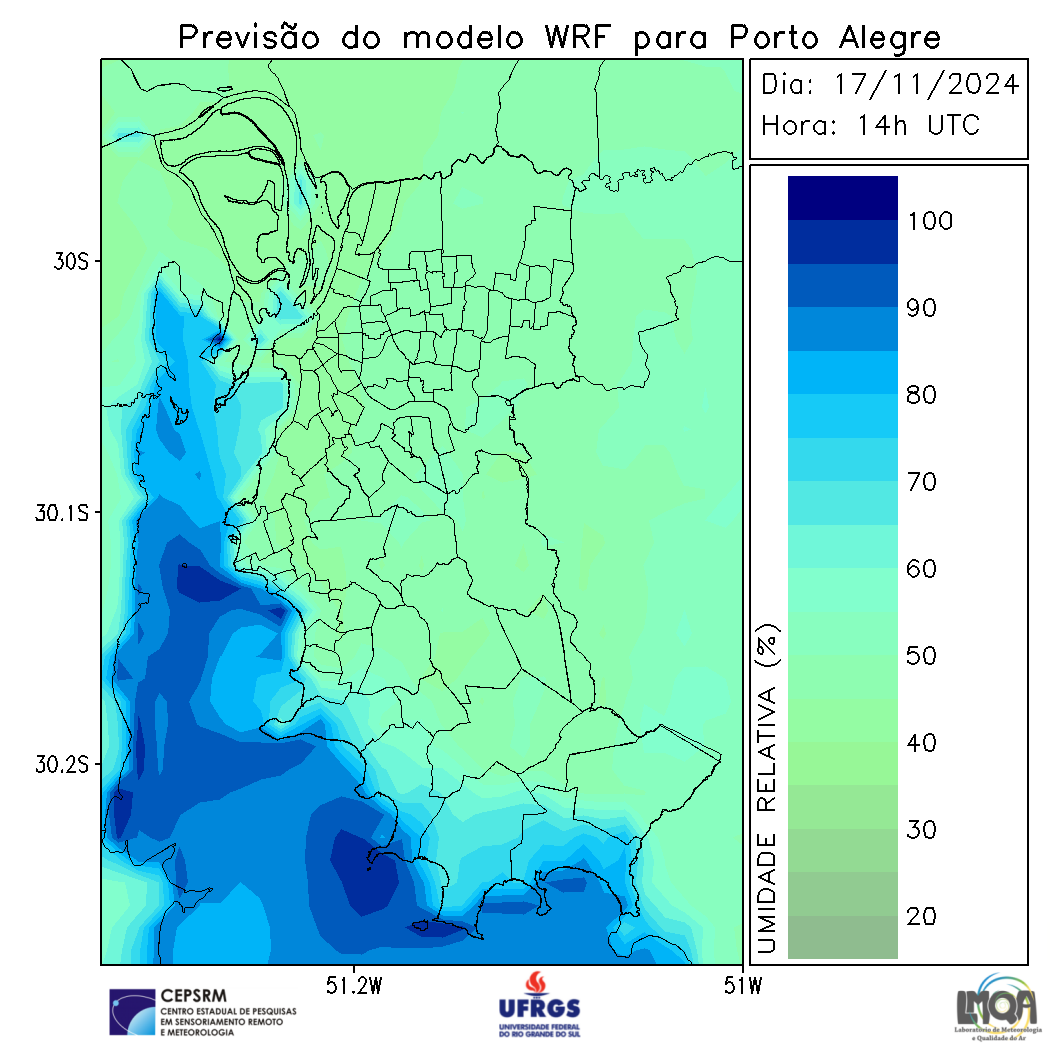 Previsão do modelo WRF para Porto Alegre
Dia: 17/11/2024
Hora: 14h UTC
30S
30.1S
30.2S
51.2W
51W
100
90
80
70
60
50
40
30
20
UMIDADE RELATIVA (%)
CEPSRM
CENTRO ESTADUAL DE PESQUISAS
EM SENSORIAMENTO REMOTO
E METEOROLOGIA
UFRGS
UNIVERSIDADE FEDERAL
DO RIO GRANDE DO SUL
LMQA
Laboratório de Meteorologia
e Qualidade do Ar